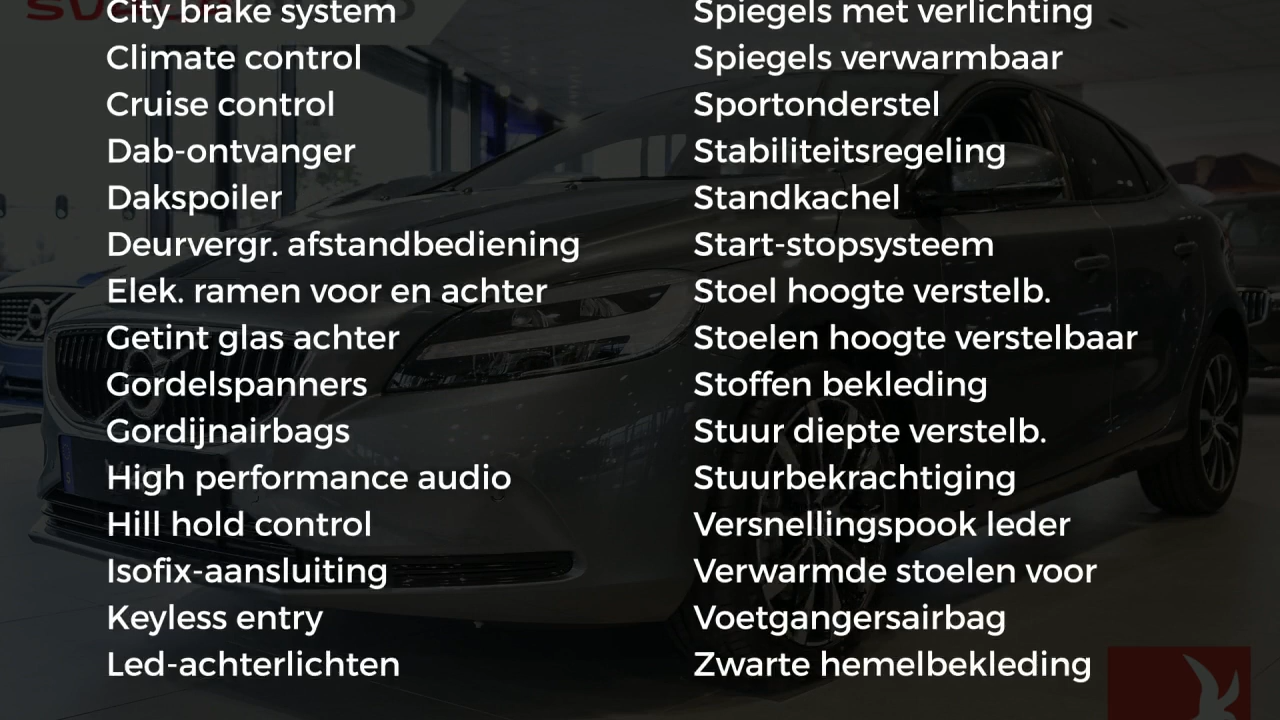 City brake system
Climate control
Cruise control
Dab-ontvanger
Dakspoiler
Deurvergr. afstandbediening
Elek. ramen voor en achter
Getint glas achter
Gordelspanners
Gordijnairbags
High performance audio
Hill hold control
Isofix-aansluiting
Keyless entry
Led-achterlichten
Spiegels met verlichting
Spiegels verwarmbaar
Sportonderstel
Stabiliteitsregeling
Standkachel
Start-stopsysteem
Stoel hoogte verstelb.
Stoelen hoogte verstelbaar
Stoffen bekleding
Stuur diepte verstelb.
Stuurbekrachtiging
Versnellingspook leder
Verwarmde stoelen voor
Voetgangersairbag
Zwarte hemelbekleding